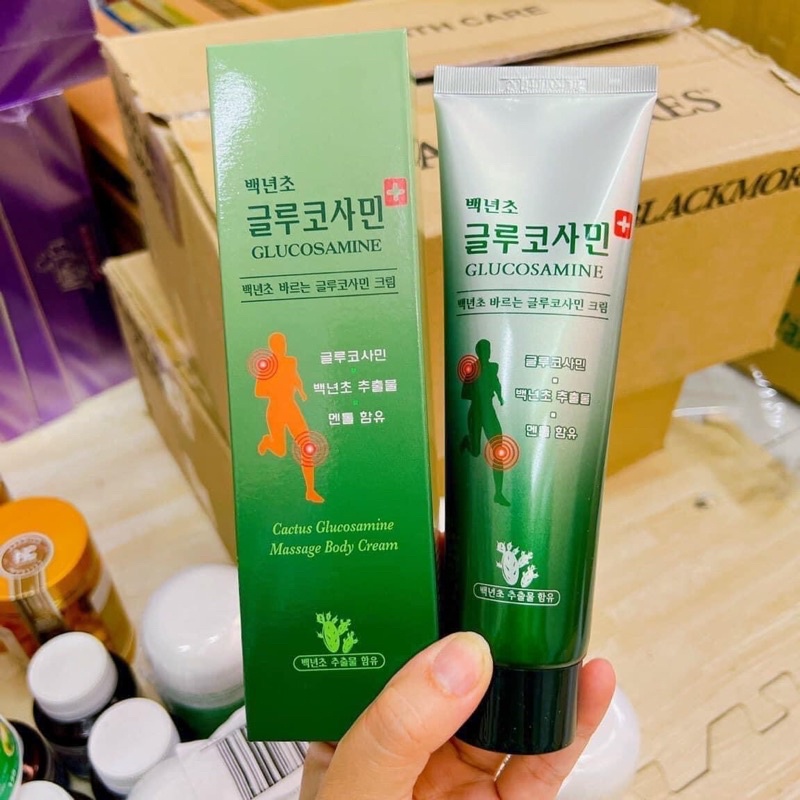 RTH CARE
BLACKMOR
백년초
글루코사민
GLUCOSAMINE
백년초 바르는 글루코사민 크림
글루코사민
백년초 추출물
멘톨 함유
Cactus Glucosamine
Massage Body Cream
백년초 추출물 함유
백년초
글루코사민
GLUCOSAMINE
백년초 바르는 글루코사민 크림
글루코사민
백년초 추출물
멘톨 함유
백년초 추출물 함유